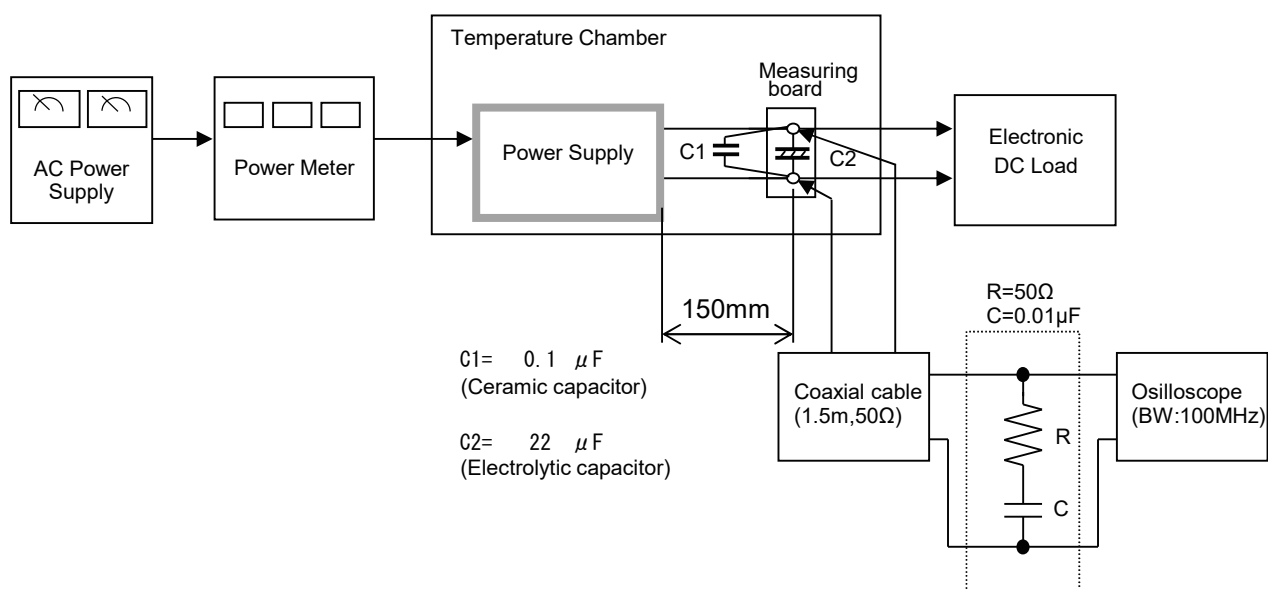 Temperature Chamber
Measuring
board
AC Power
Supply
Power Meter
Power Supply
C1
C2
Electronic
DC Load
150mm
C1= 0.1 μF
(Ceramic capacitor)
C2= 22 μF
(Electrolytic capacitor)
R=50Ω
C=0.01µF
Coaxial cable
(1.5m,50Ω)
R
C
Osilloscope
(BW:100MHz)